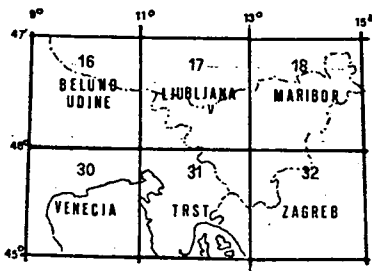 9° 11° 13° 15°
47°
16 17 18
BELUNO
UDINE
LJUBLJANA
V
MARIBOR
46°
30 31 32
VENECIA TRST ZAGREB
45°